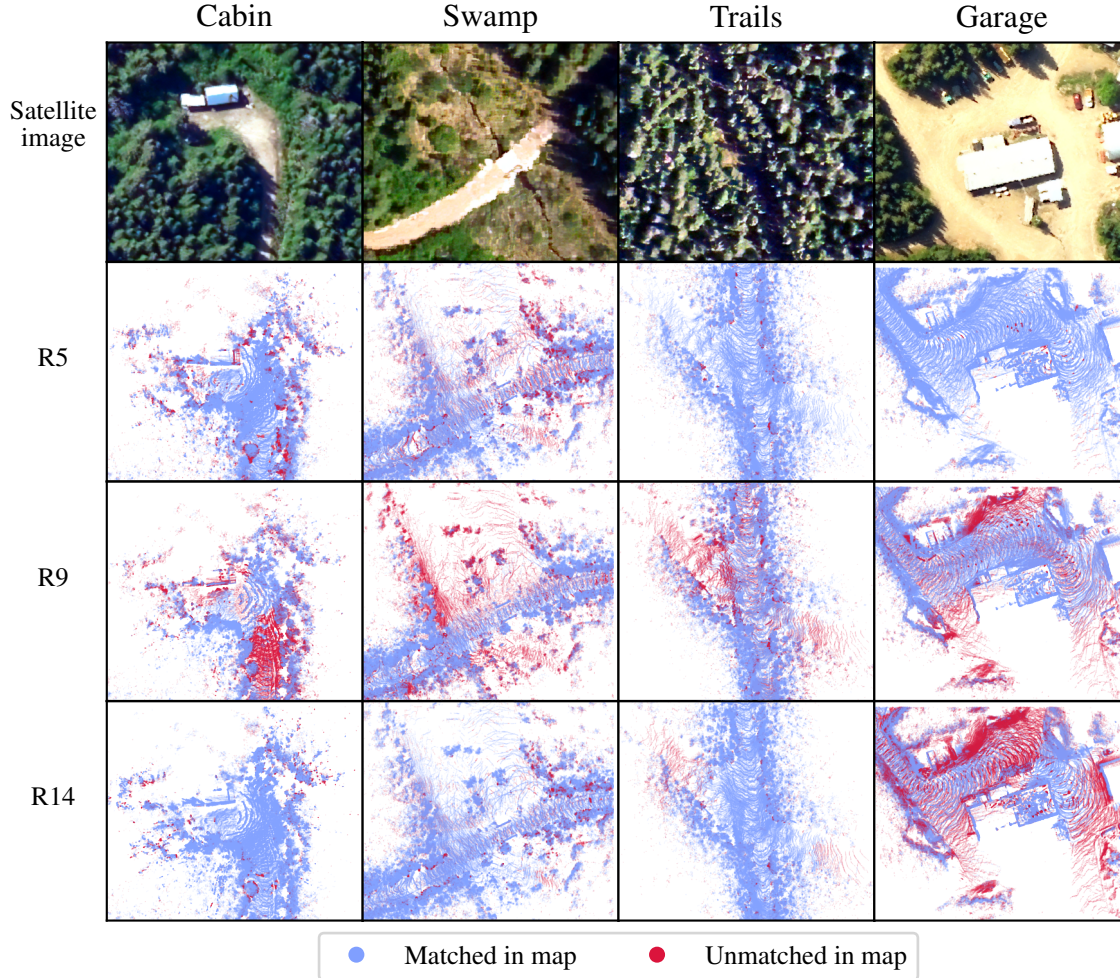 Cabin Swamp Trails Garage
Satellite
image
R5
R9
R14
Matched in map Unmatched in map